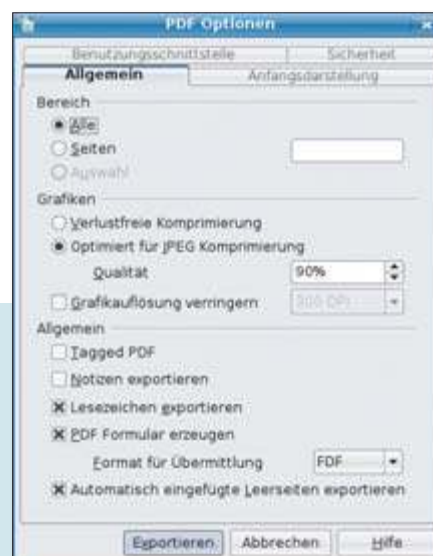 PDF Optionen
Benutzungsschnittstelle Sicherheit
Allgemein Anfangsdarstellung
Bereich
Alle
Seiten
Auswahl
Grafiken
Verlustfreie Komprimierung
Optimiert für JPEG Komprimierung
Qualität 90%
Grafikauflösung verringern 300 DPI
Allgemein
Tagged PDF
Notizen exportieren
Lesezeichen exportieren
PDF Formular erzeugen
Format für Übermittlung FDF
Automatisch eingefügte Leerseiten exportieren
Exportieren Abbrechen Hilfe